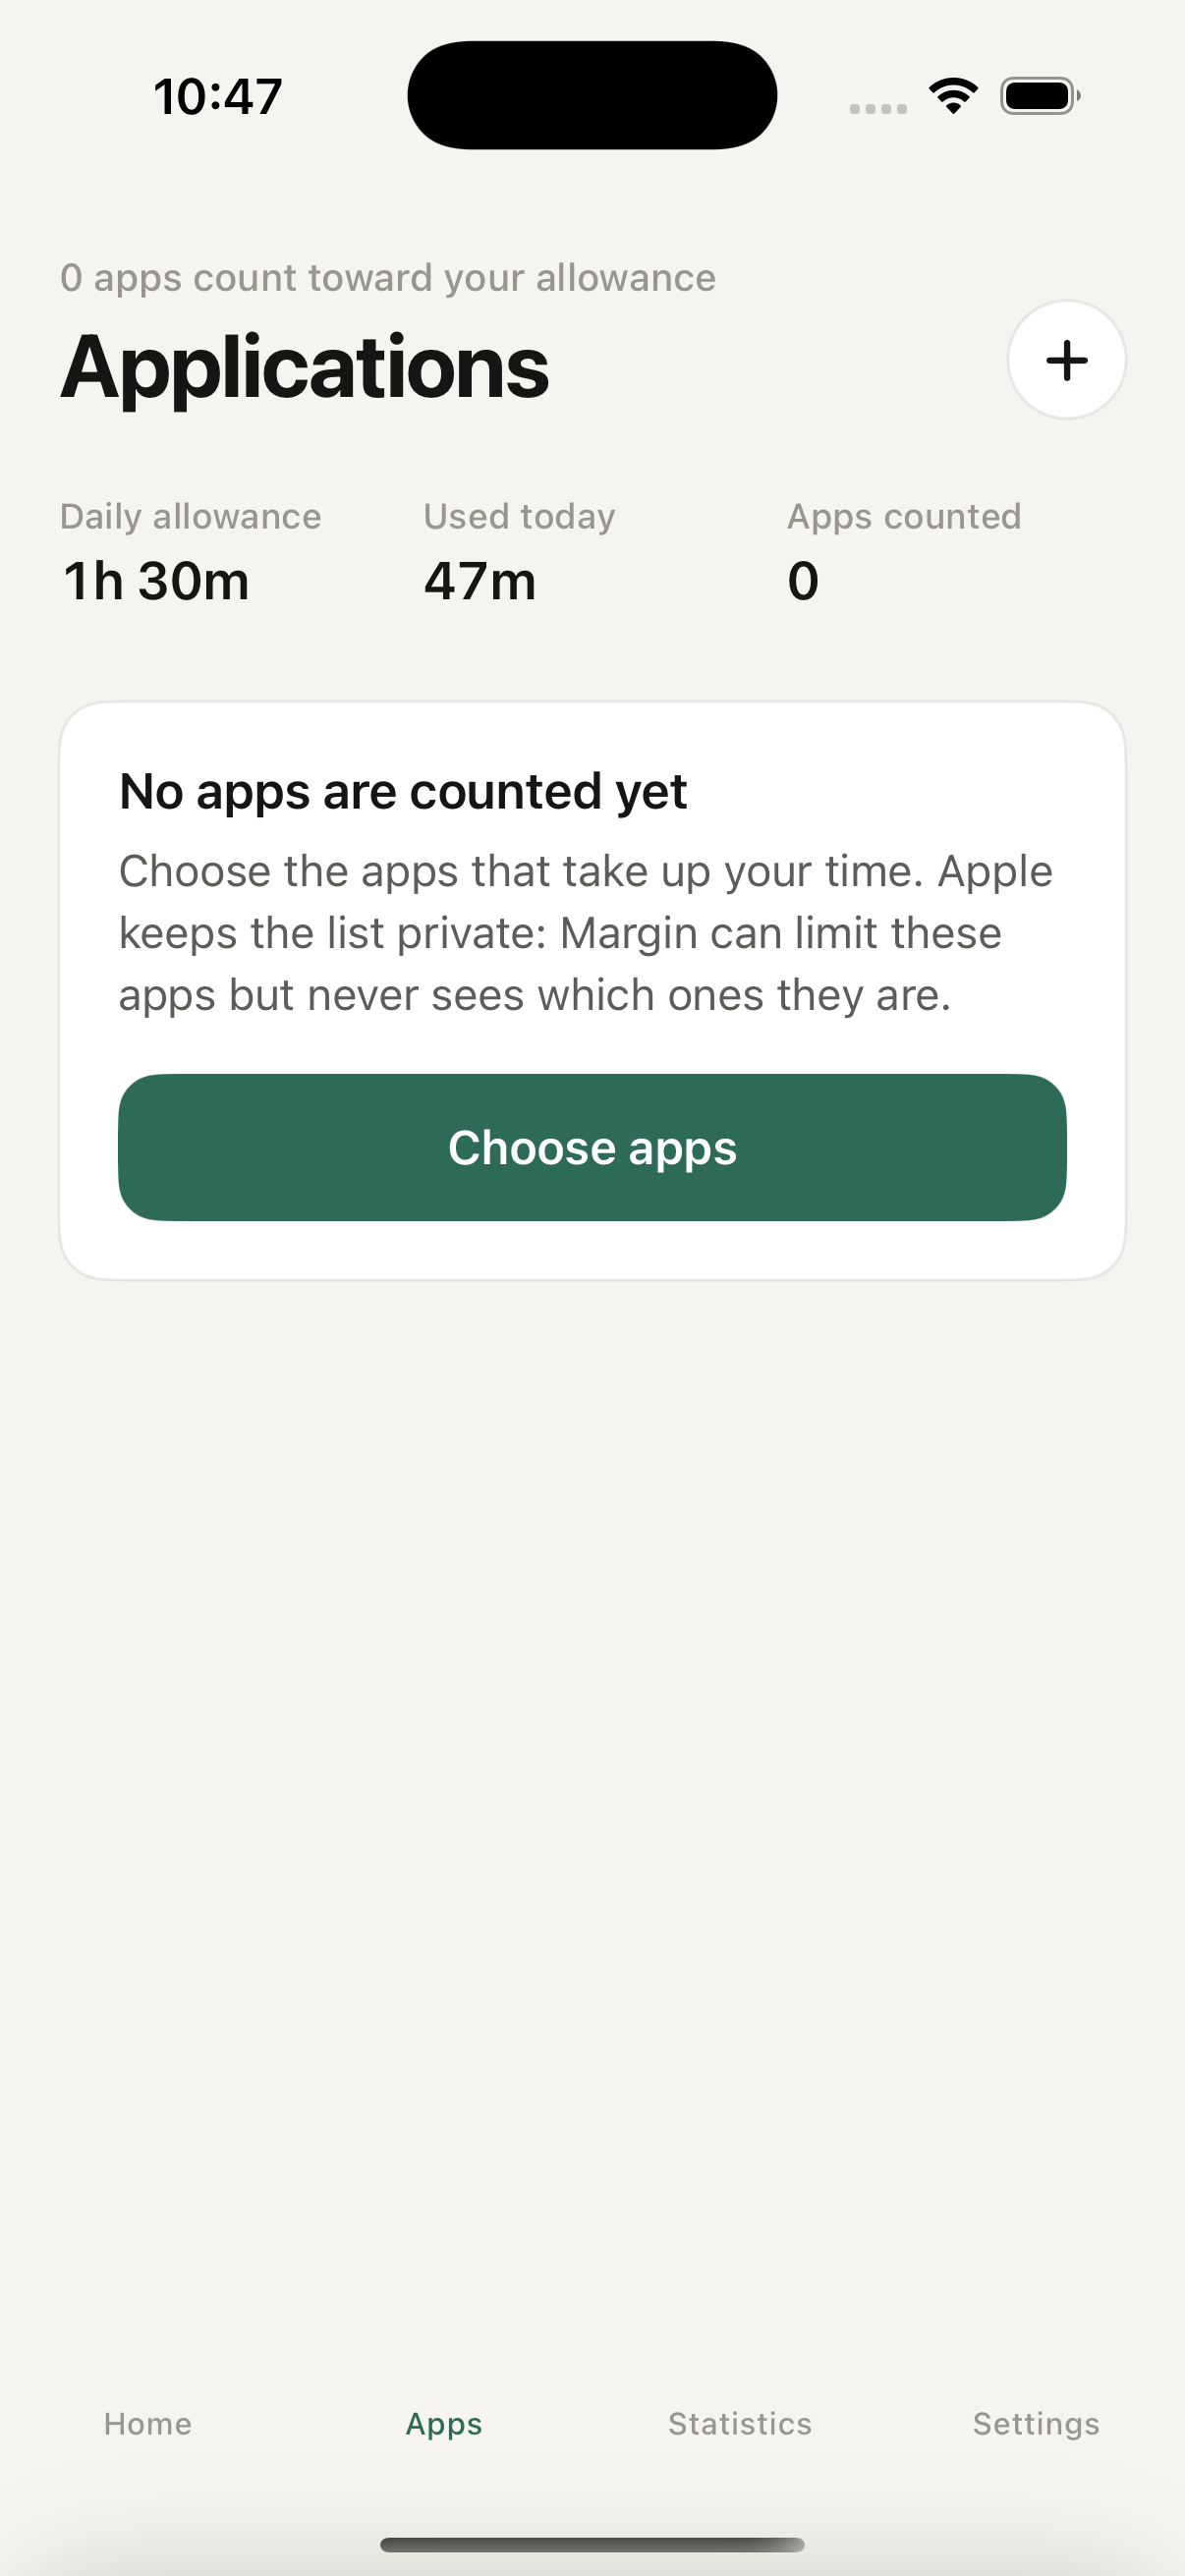 10:47
0 apps count toward your allowance
Applications
Daily allowance
1h 30m
Used today
47m
Apps counted
0
No apps are counted yet
Choose the apps that take up your time. Apple
keeps the list private: Margin can limit these
apps but never sees which ones they are.
Choose apps
Home
Apps
Statistics
Settings